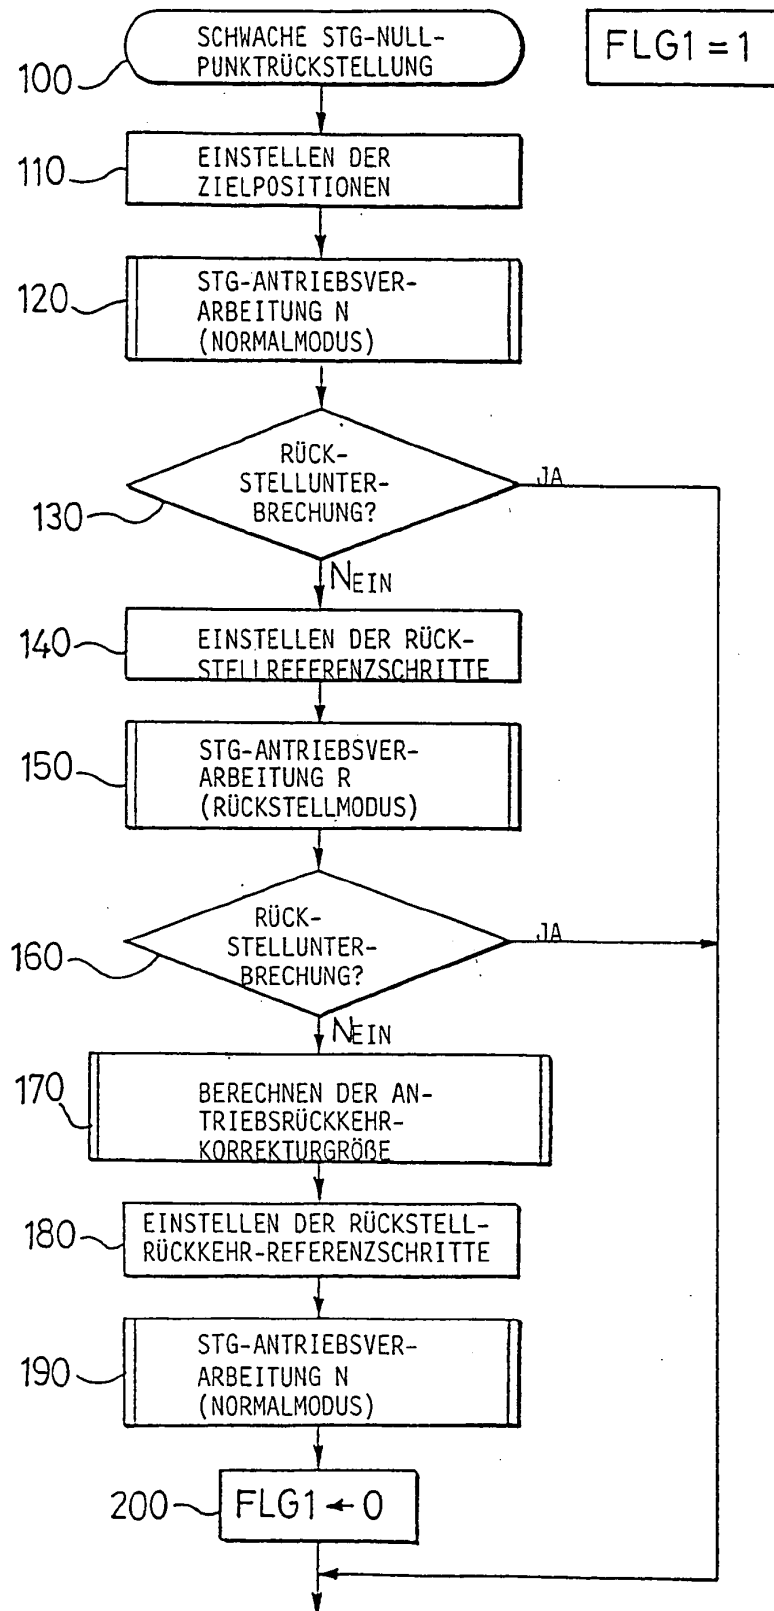 SCHWACHE STG-NULL-
PUNKTRÜCKSTELLUNG
FLG1 = 1
100
EINSTELLEN DER
ZIELPOSITIONEN
110
STG-ANTRIEBSVER-
ARBEITUNG N
(NORMALMODUS)
120
RÜCK-
STELLUNTER-
BRECHUNG?
JA
130
NEIN
EINSTELLEN DER RÜCK-
STELLREFERENZSCHRITTE
140
STG-ANTRIEBSVER-
ARBEITUNG R
(RÜCKSTELLMODUS)
150
RÜCK-
STELLUNTER-
BRECHUNG?
JA
160
NEIN
BERECHNEN DER AN-
TRIEBSRÜCKKEHR-
KORREKTURGRÖßE
170
EINSTELLEN DER RÜCKSTELL-
RÜCKKEHR-REFERENZSCHRITTE
180
STG-ANTRIEBSVER-
ARBEITUNG N
(NORMALMODUS)
190
FLG1 ← 0
200